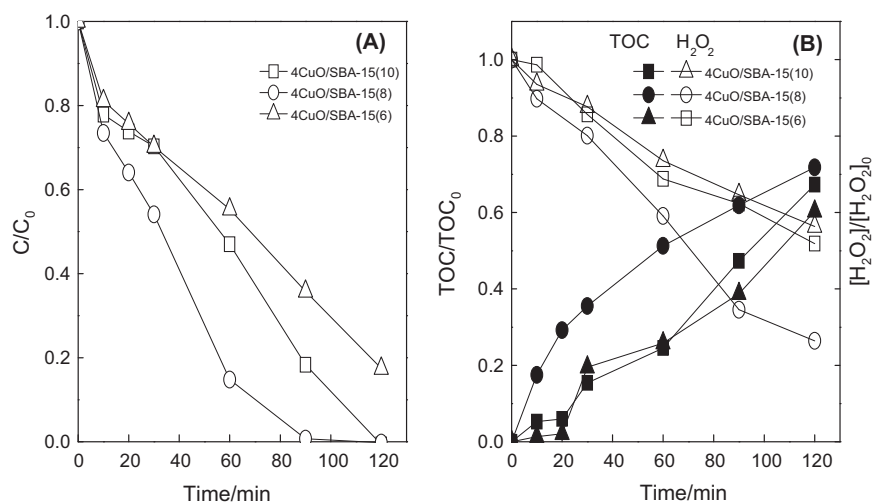 (A)
4CuO/SBA-15(10)
4CuO/SBA-15(8)
4CuO/SBA-15(6)
1.0
0.8
0.6
0.4
0.2
0.0
C/C₀
0 20 40 60 80 100 120
Time/min
TOC H₂O₂ (B)
4CuO/SBA-15(10)
4CuO/SBA-15(8)
4CuO/SBA-15(6)
1.0
0.8
0.6
0.4
0.2
0.0
TOC/TOC₀
[H₂O₂]/[H₂O₂]₀
0 20 40 60 80 100 120
Time/min